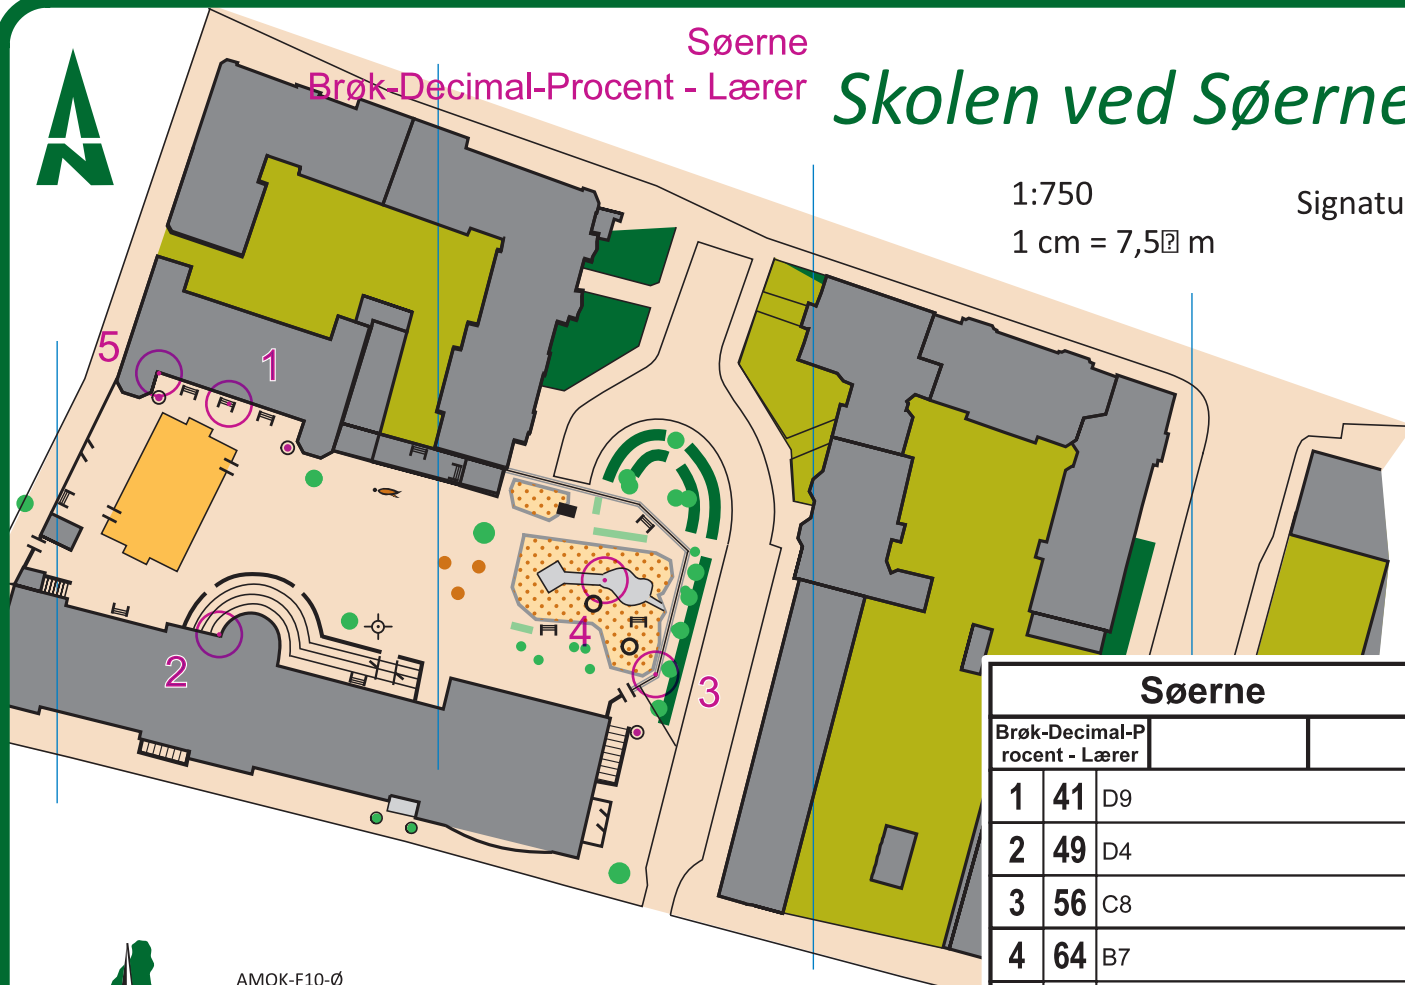 Søerne
Brøk-Decimal-Procent - Lærer
Skolen ved Søerne
1:750
1 cm = 7,5 m
Signatu
N
5
1
2
4
3
Søerne
Brøk-Decimal-P
rocent - Lærer
1 41 D9
2 49 D4
3 56 C8
4 64 B7
AMOK-F10-Ø